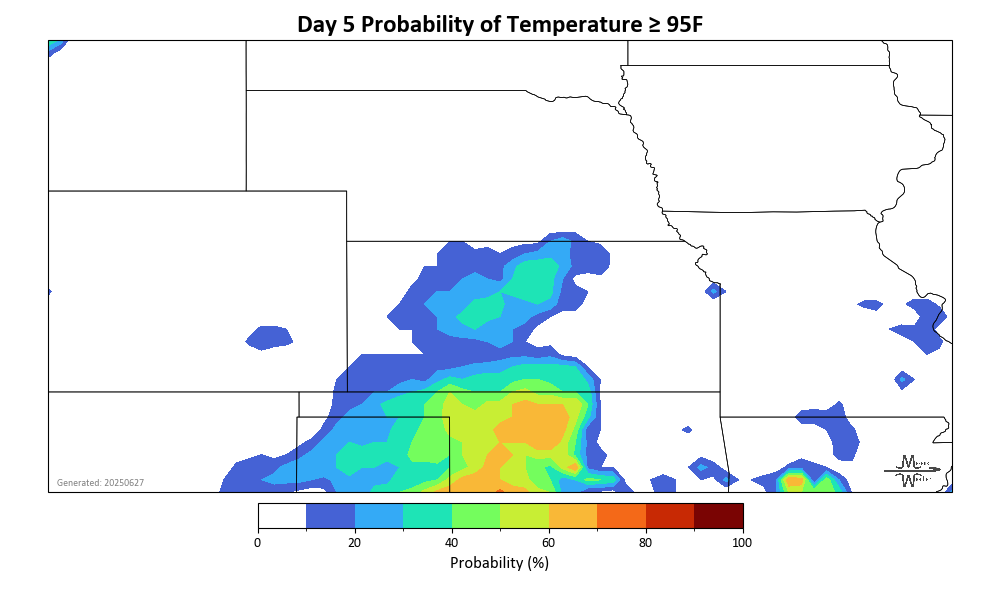 Day 5 Probability of Temperature ≥ 95F
Generated: 20250627
M
W
0 20 40 60 80 100
Probability (%)